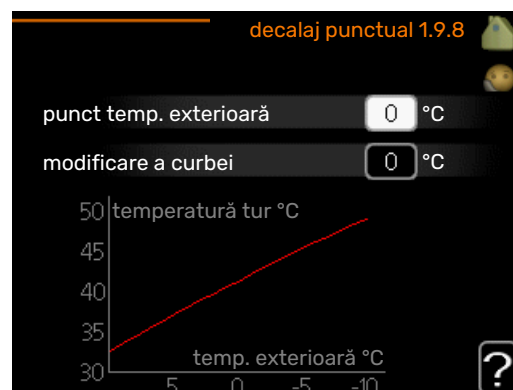 decalaj punctual 1.9.8
punct temp. exterioară 0 °C
modificare a curbei 0 °C
temperatură tur °C
50
45
40
35
30
temp. exterioară °C
5 0 -5 -10
?